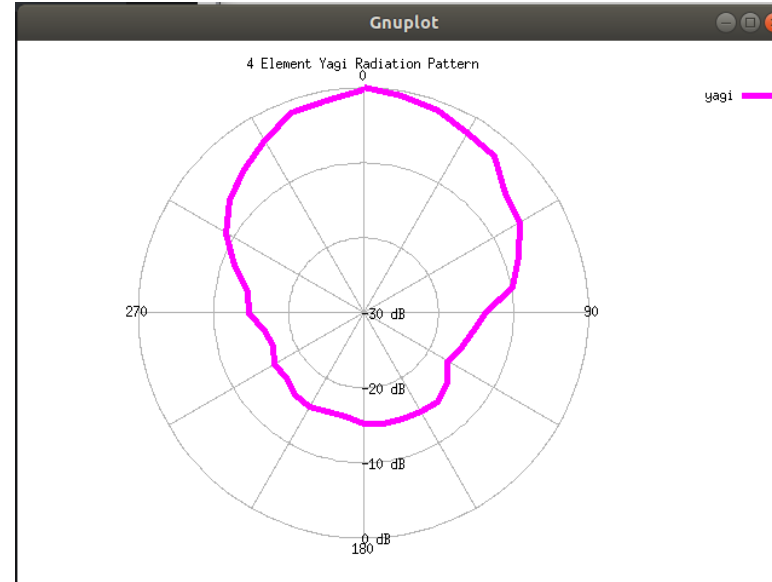 Gnuplot
4 Element Yagi Radiation Pattern
0
yagi
270
-30 dB
90
-20 dB
-10 dB
0 dB
180